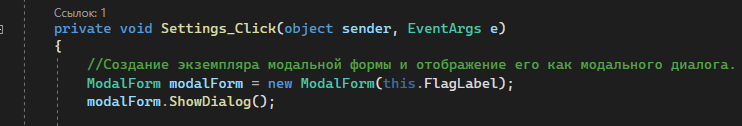 Ссылок: 1
private void Settings_Click(object sender, EventArgs e)
{
//Создание экземпляра модальной формы и отображение его как модального диалога.
ModalForm modalForm = new ModalForm(this.FlagLabel);
modalForm.ShowDialog();